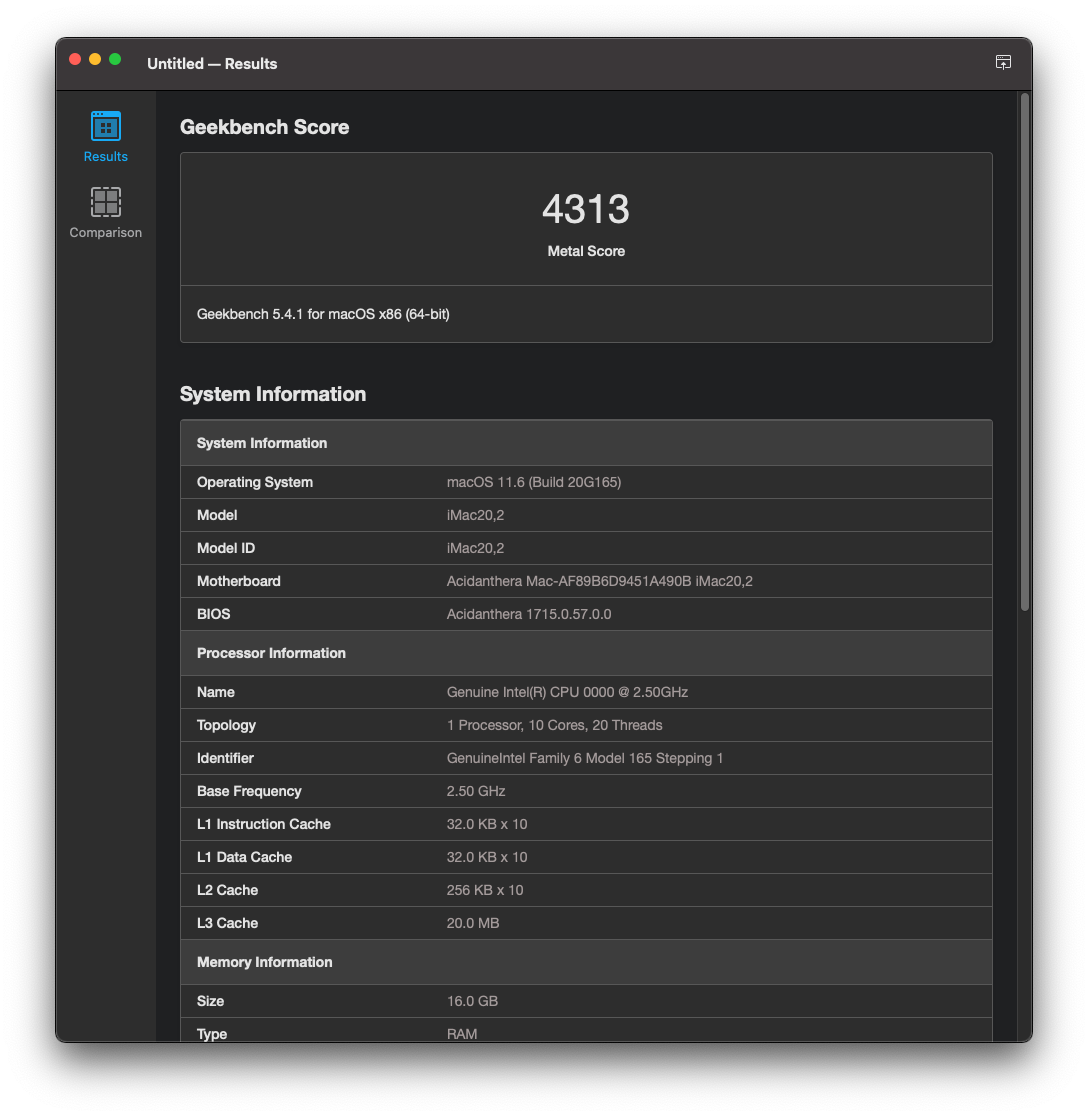 Untitled — Results
Results
Comparison
Geekbench Score
4313
Metal Score
Geekbench 5.4.1 for macOS x86 (64-bit)
System Information
System Information
Operating System macOS 11.6 (Build 20G165)
Model iMac20,2
Model ID iMac20,2
Motherboard Acidanthera Mac-AF89B6D9451A490B iMac20,2
BIOS Acidanthera 1715.0.57.0.0
Processor Information
Name Genuine Intel(R) CPU 0000 @ 2.50GHz
Topology 1 Processor, 10 Cores, 20 Threads
Identifier GenuineIntel Family 6 Model 165 Stepping 1
Base Frequency 2.50 GHz
L1 Instruction Cache 32.0 KB x 10
L1 Data Cache 32.0 KB x 10
L2 Cache 256 KB x 10
L3 Cache 20.0 MB
Memory Information
Size 16.0 GB
Type RAM